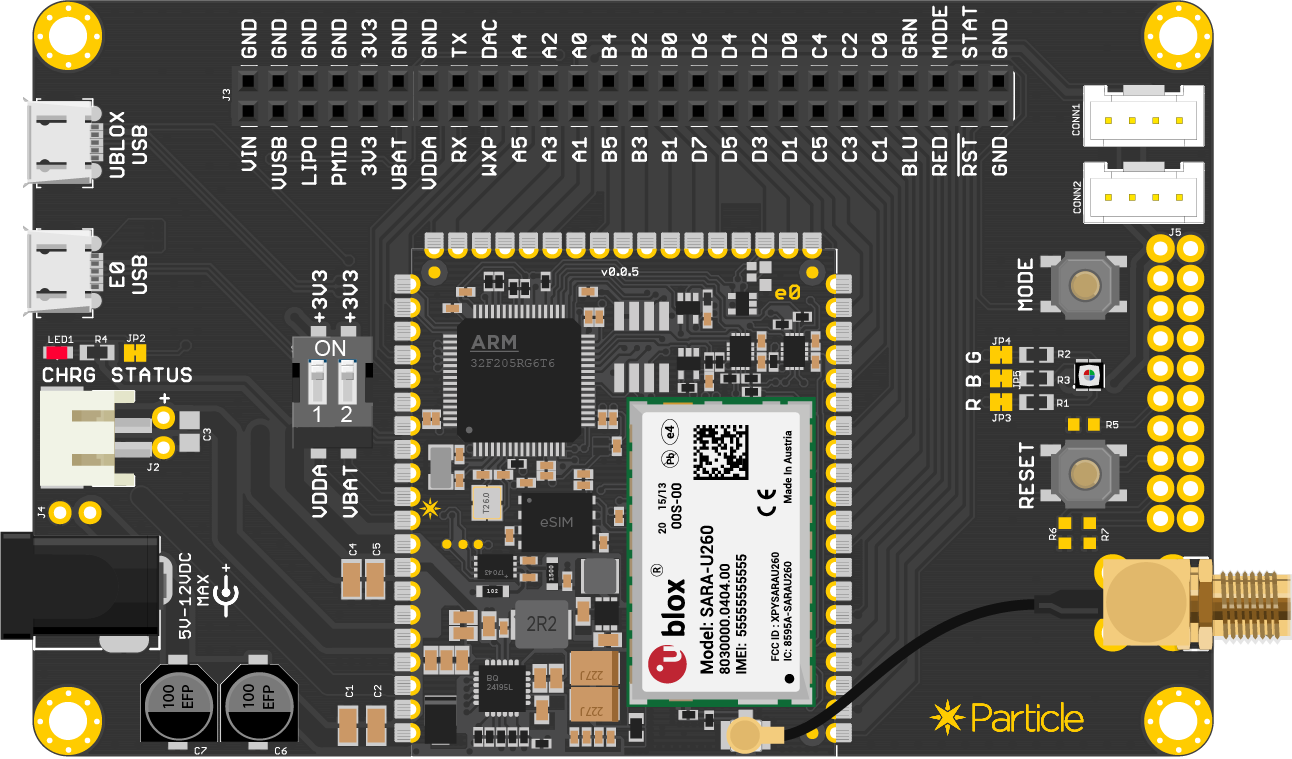 GND GND GND GND 3V3 GND GND TX DAC A4 A2 A0 B4 B2 B0 D6 D4 D2 D0 C4 C2 C0 GRN MODE STAT GND
J3
VIN VUSB LIPO PMID 3V3 VBAT VDDA RX WKP A5 A3 A1 B5 B3 B1 D7 D5 D3 D1 C5 C3 C1 BLU RED RST GND
CONN1
CONN2
J5
UBLOX
USB
E0
USB
v0.0.5
e0
MODE
+3V3
+3V3
ON
1 2
VDDA
VBAT
LED1 R4 JP2
CHRG STATUS
+
C3
J2
J4
ARM
32F205RG6T6
JP4
G R2
B JP5 R3
R R1
JP3
R5
RESET
R6
R7
T26.0
eSIM
17043
1R500
102
2R2
BQ
24195L
227J
227J
Pb
e4
20 15/13
00S-00
CE
Made In Austria
u blox ®
Model: SARA-U260
8030000.0404.00
IMEI: 5555555555
FCC ID : XPYSARAU260
IC: 8595A-SARAU260
C4 C5
5V-12VDC
MAX
- +
C1 C2
100
EFP
100
EFP
C7 C6
Particle